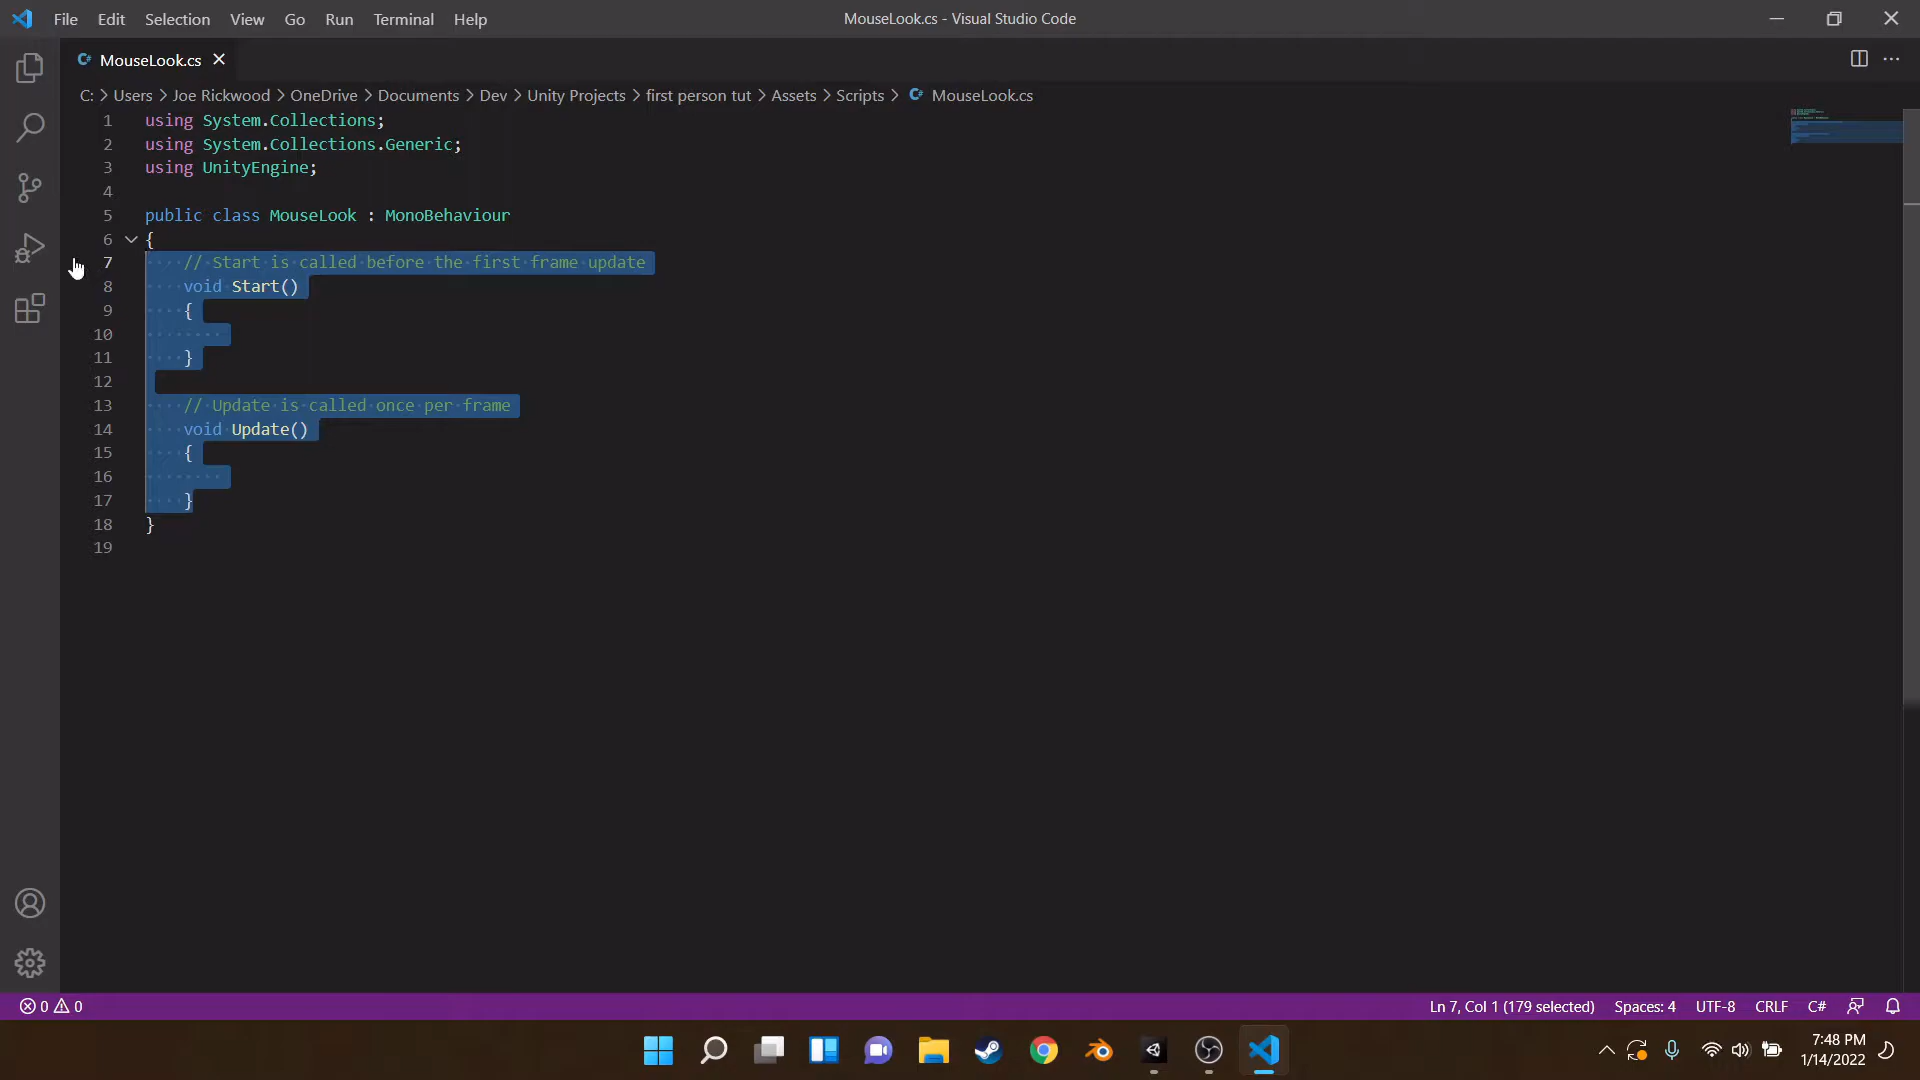 File Edit Selection View Go Run Terminal Help
MouseLook.cs - Visual Studio Code
MouseLook.cs
C: > Users > Joe Rickwood > OneDrive > Documents > Dev > Unity Projects > first person tut > Assets > Scripts > MouseLook.cs
1 using System.Collections;
2 using System.Collections.Generic;
3 using UnityEngine;
4
5 public class MouseLook : MonoBehaviour
6 {
7 // Start is called before the first frame update
8 void Start()
9 {
10
11 }
12
13 // Update is called once per frame
14 void Update()
15 {
16
17 }
18 }
19
0 0
Ln 7, Col 1 (179 selected) Spaces: 4 UTF-8 CRLF C#
7:48 PM
1/14/2022